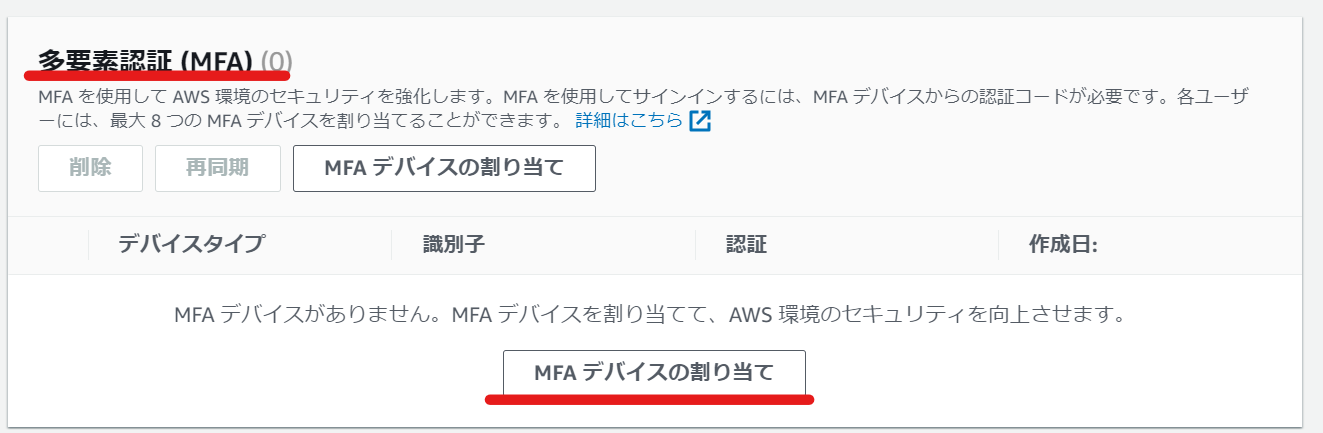 多要素認証 (MFA) (0)
MFA を使用して AWS 環境のセキュリティを強化します。MFA を使用してサインインするには、MFA デバイスからの認証コードが必要です。各ユーザ
ーには、最大 8 つの MFA デバイスを割り当てることができます。 詳細はこちら
削除 再同期 MFA デバイスの割り当て
デバイスタイプ 識別子 認証 作成日:
MFA デバイスがありません。MFA デバイスを割り当てて、AWS 環境のセキュリティを向上させます。
MFA デバイスの割り当て